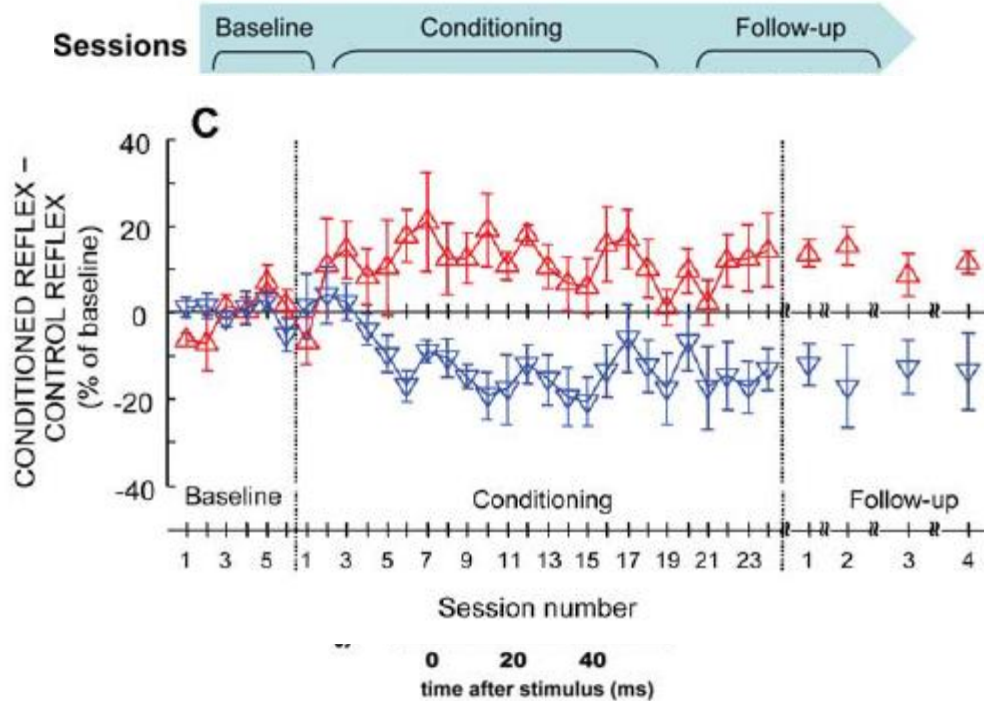 Sessions Baseline Conditioning Follow-up
C
CONDITIONED REFLEX –
CONTROL REFLEX
(% of baseline)
40
20
0
-20
-40
Baseline Conditioning Follow-up
1 3 5 1 3 5 7 9 11 13 15 17 19 21 23 1 2 3 4
Session number
0 20 40
time after stimulus (ms)